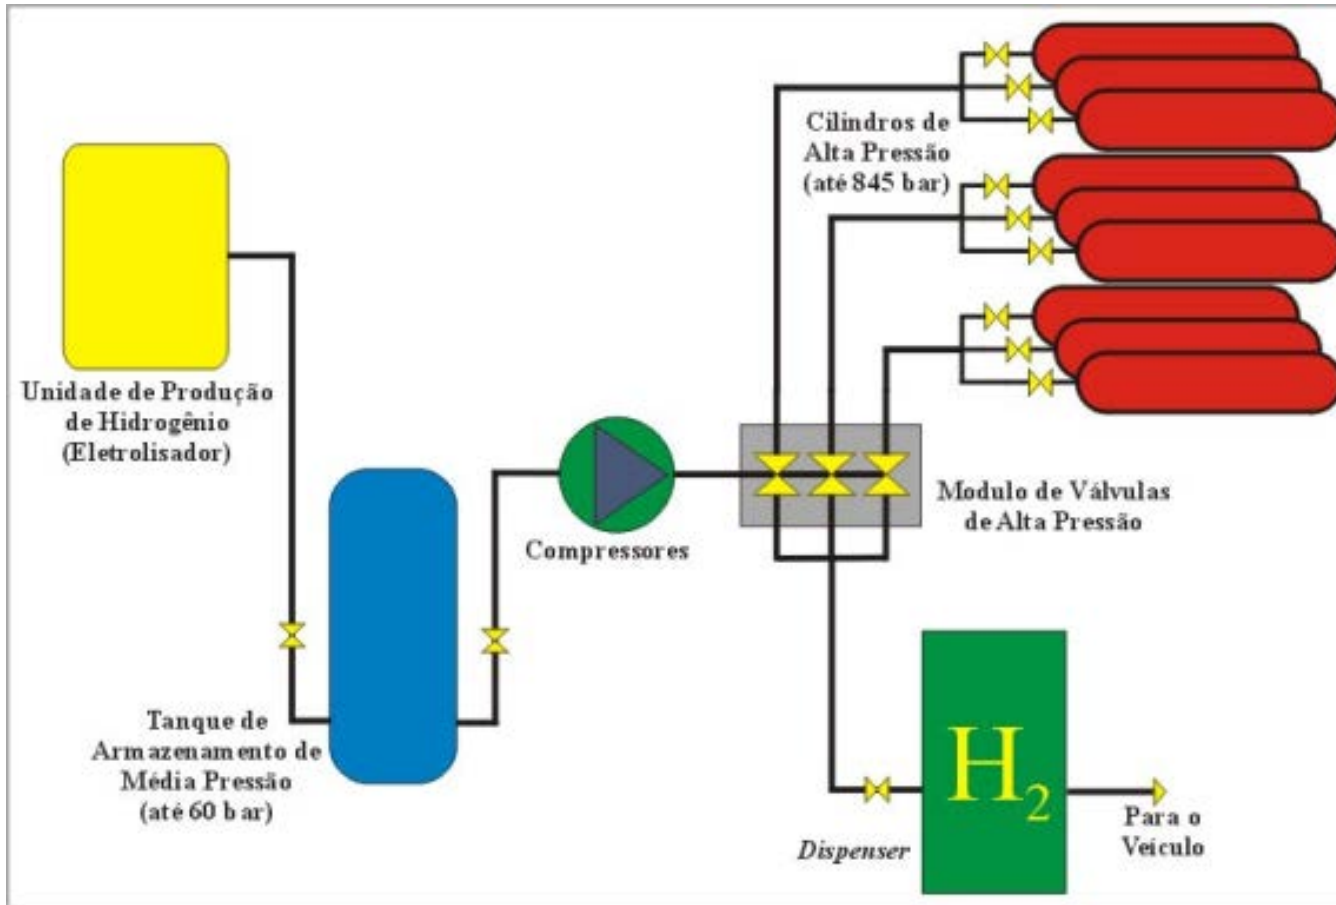 Cilindros de
Alta Pressão
(até 845 bar)
Unidade de Produção
de Hidrogênio
(Eletrolisador)
Compressores
Modulo de Válvulas
de Alta Pressão
Tanque de
Armazenamento de
Média Pressão
(até 60 bar)
H2
Dispenser
Para o
Veículo